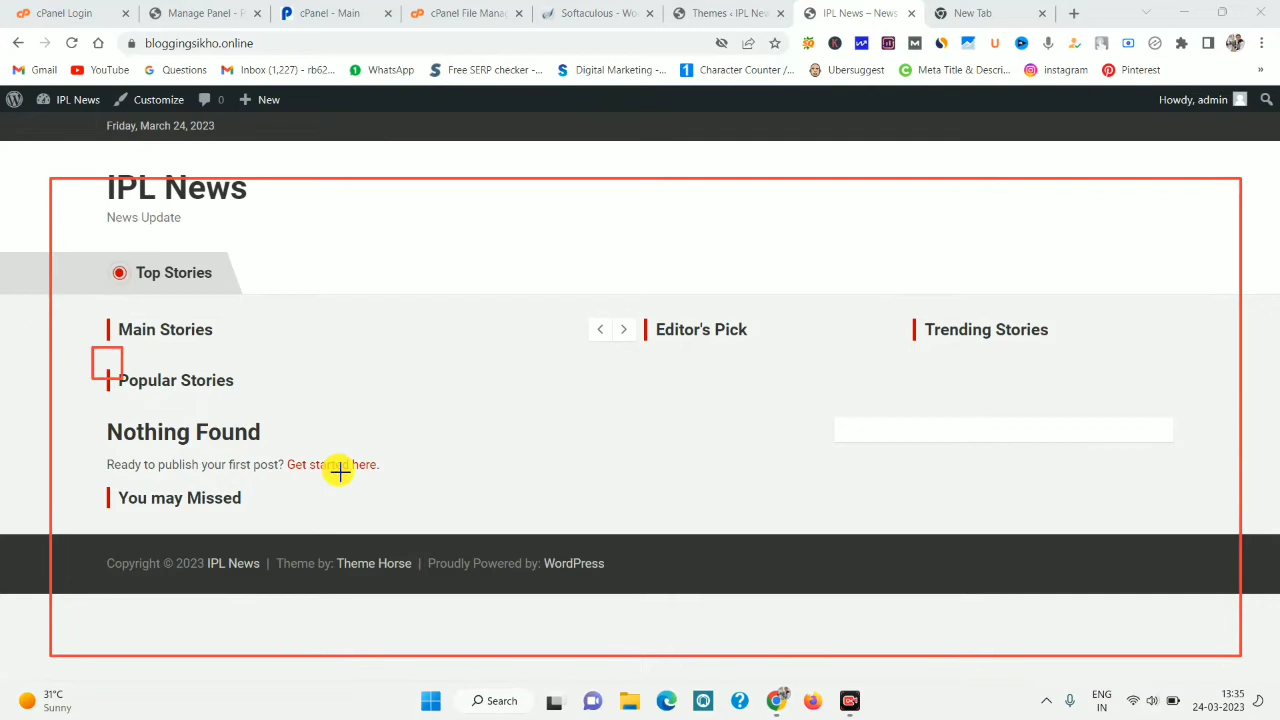 cPanel Login
Manage Panel - P
cPanel - Main
cPanel File Manag
Softaculous - Wo
Themes ‹ IPL New
IPL News – News
New Tab
bloggingsikho.online
Gmail
YouTube
Questions
Inbox (1,227) - rb62...
WhatsApp
Free SERP checker -...
Digital Marketing -...
Character Counter /...
Ubersuggest
Meta Title & Descri...
instagram
Pinterest
»
IPL News
Customize
0
New
Howdy, admin
Friday, March 24, 2023
IPL News
News Update
Top Stories
Main Stories
Editor's Pick
Trending Stories
Popular Stories
Nothing Found
Ready to publish your first post? Get started here.
You may Missed
Copyright © 2023 IPL News | Theme by: Theme Horse | Proudly Powered by: WordPress
31°C
Sunny
Search
ENG
IN
13:35
24-03-2023